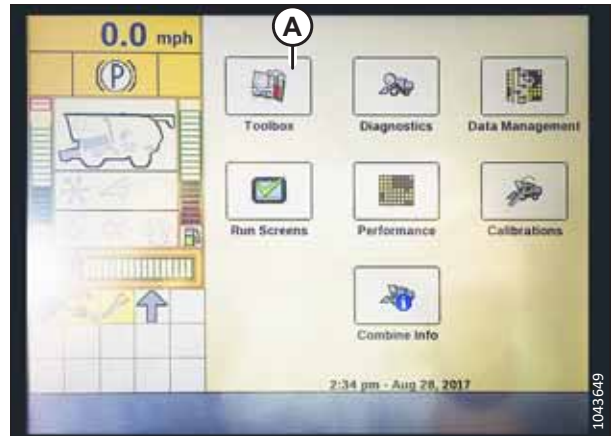 0.0 mph
A
(P)
Toolbox
Diagnostics
Data Management
Run Screens
Performance
Calibrations
Combine Info
2:34 pm - Aug 28, 2017
1043649